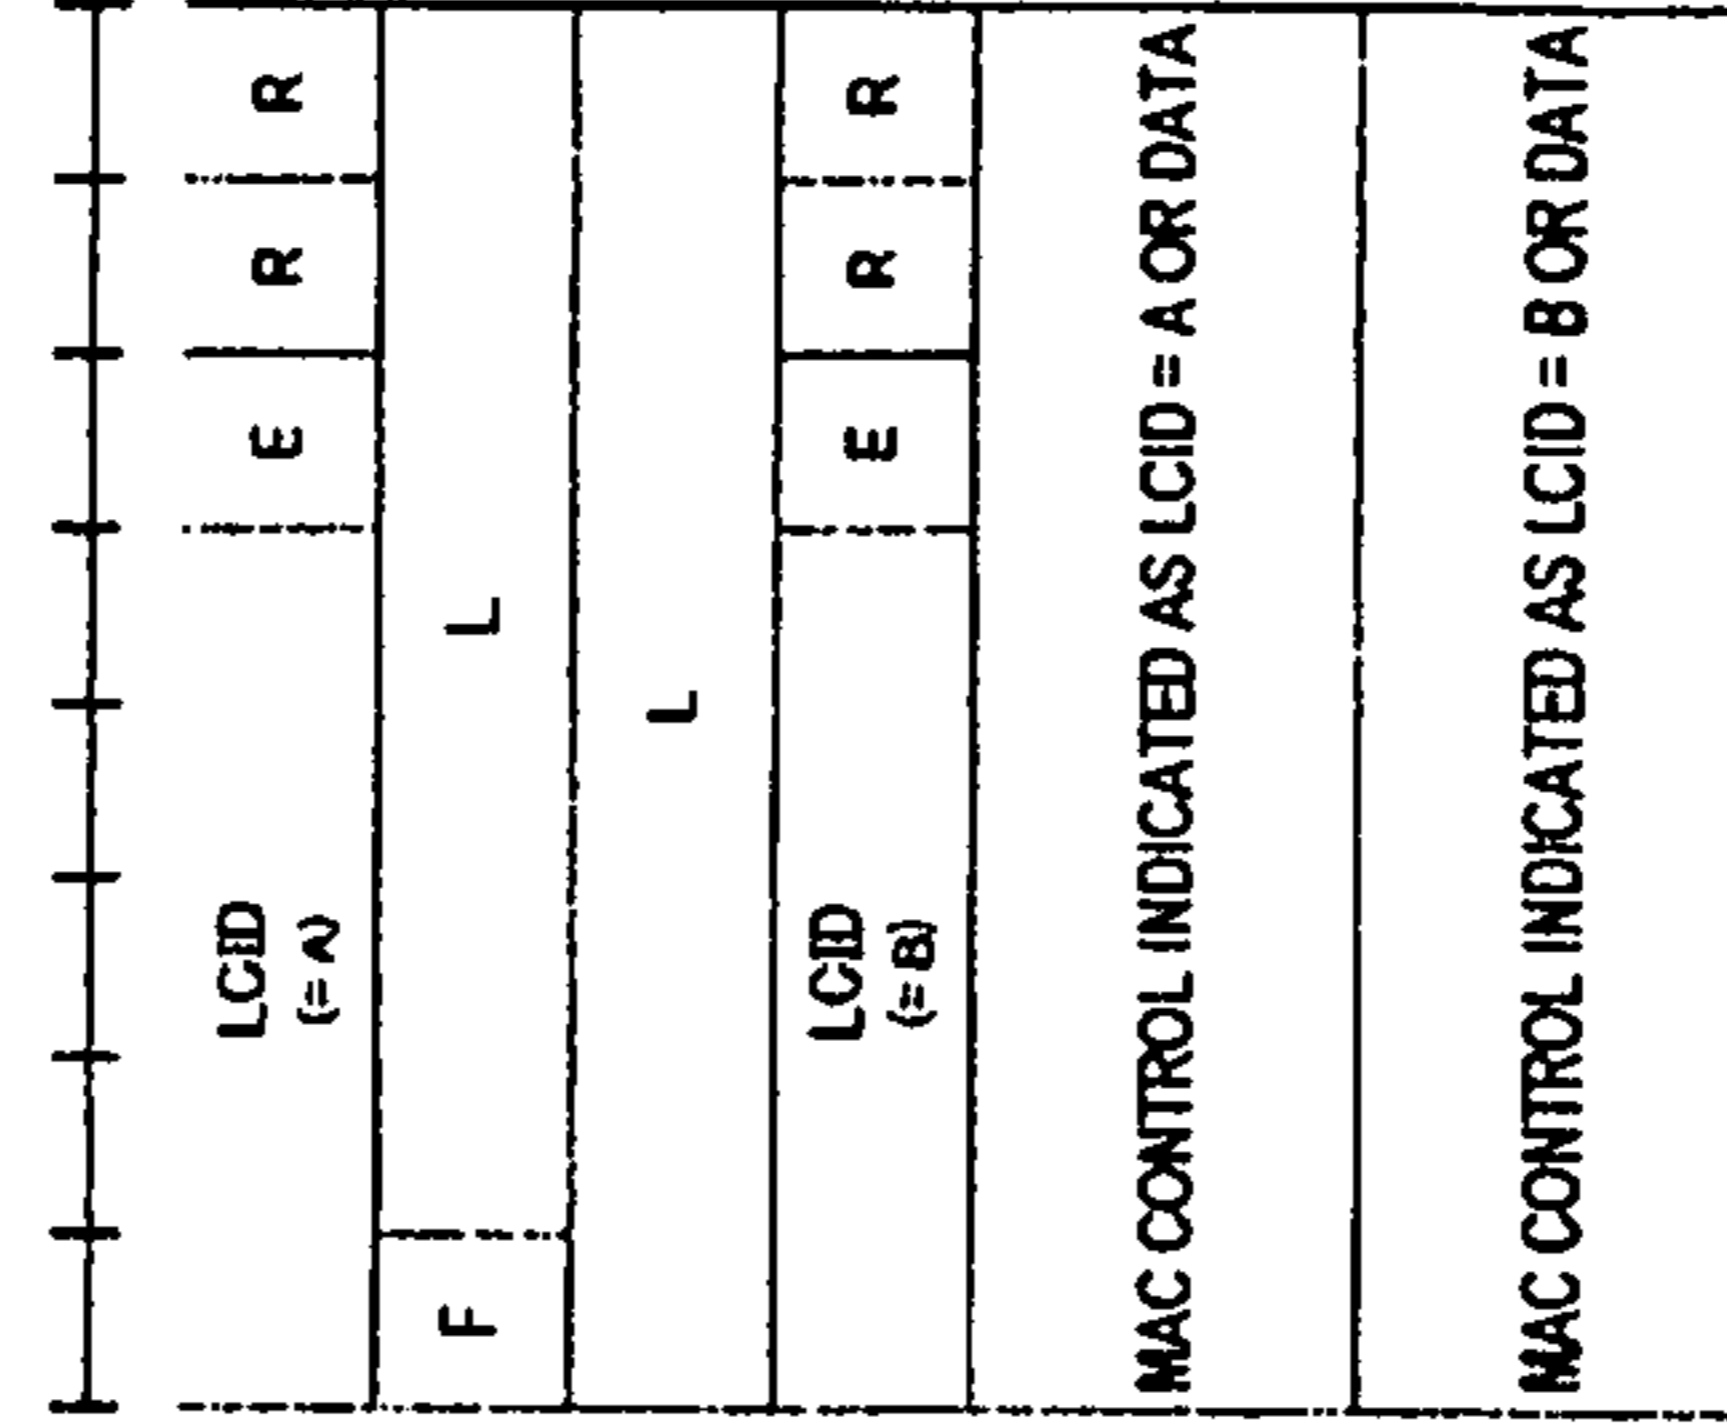 LCID E R R
(= A)
F L
L
LCID E R R
(= B)
MAC CONTROL INDICATED AS LCID = A OR DATA
MAC CONTROL INDICATED AS LCID = B OR DATA